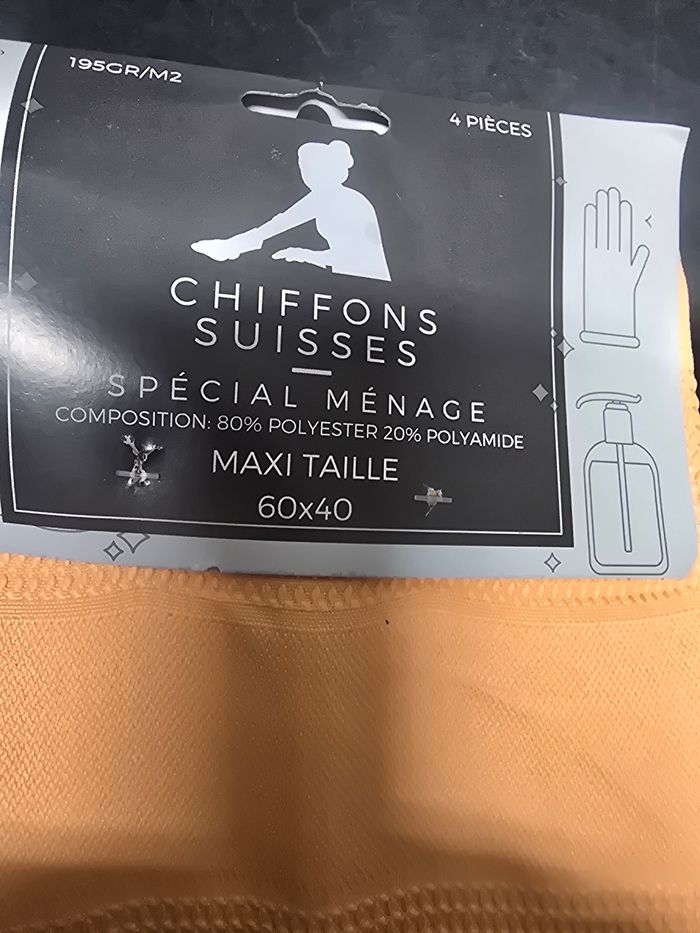 195GR/M2
4 PIÈCES
CHIFFONS
SUISSES
SPÉCIAL MÉNAGE
COMPOSITION: 80% POLYESTER 20% POLYAMIDE
MAXI TAILLE
60x40